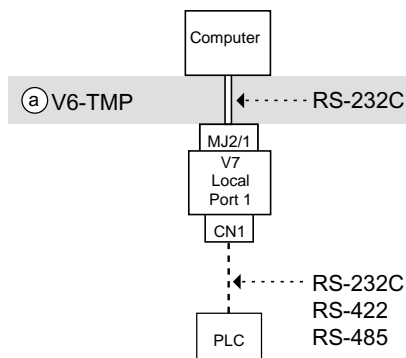 Computer
a V6-TMP
RS-232C
MJ2/1
V7
Local
Port 1
CN1
RS-232C
RS-422
RS-485
PLC